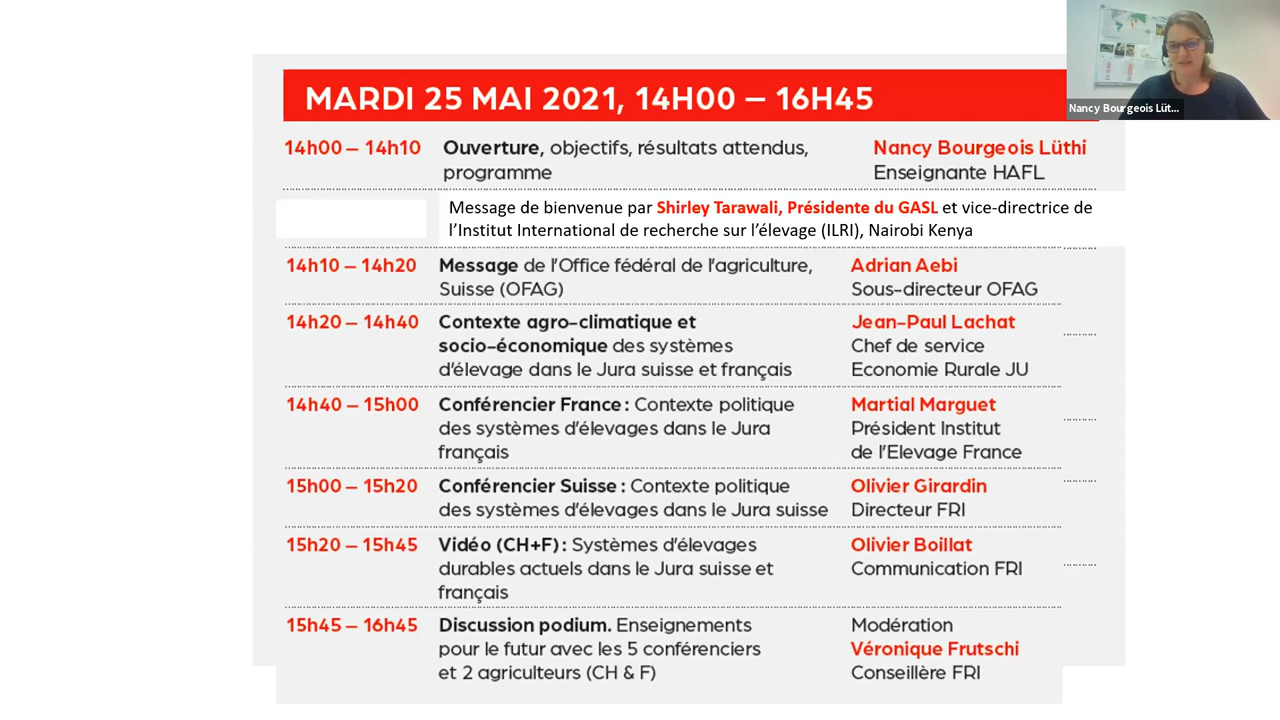 MARDI 25 MAI 2021, 14H00 – 16H45
Nancy Bourgeois Lüt...
14h00 – 14h10 Ouverture, objectifs, résultats attendus, Nancy Bourgeois Lüthi
programme Enseignante HAFL
Message de bienvenue par Shirley Tarawali, Présidente du GASL et vice-directrice de
l’Institut International de recherche sur l’élevage (ILRI), Nairobi Kenya
14h10 – 14h20 Message de l’Office fédéral de l’agriculture, Adrian Aebi
Suisse (OFAG) Sous-directeur OFAG
14h20 – 14h40 Contexte agro-climatique et Jean-Paul Lachat
socio-économique des systèmes Chef de service
d’élevage dans le Jura suisse et français Economie Rurale JU
14h40 – 15h00 Conférencier France : Contexte politique Martial Marguet
des systèmes d’élevages dans le Jura Président Institut
français de l’Elevage France
15h00 – 15h20 Conférencier Suisse : Contexte politique Olivier Girardin
des systèmes d’élevages dans le Jura suisse Directeur FRI
15h20 – 15h45 Vidéo (CH+F) : Systèmes d’élevages Olivier Boillat
durables actuels dans le Jura suisse et Communication FRI
français
15h45 – 16h45 Discussion podium. Enseignements Modération
pour le futur avec les 5 conférenciers Véronique Frutschi
et 2 agriculteurs (CH & F) Conseillère FRI